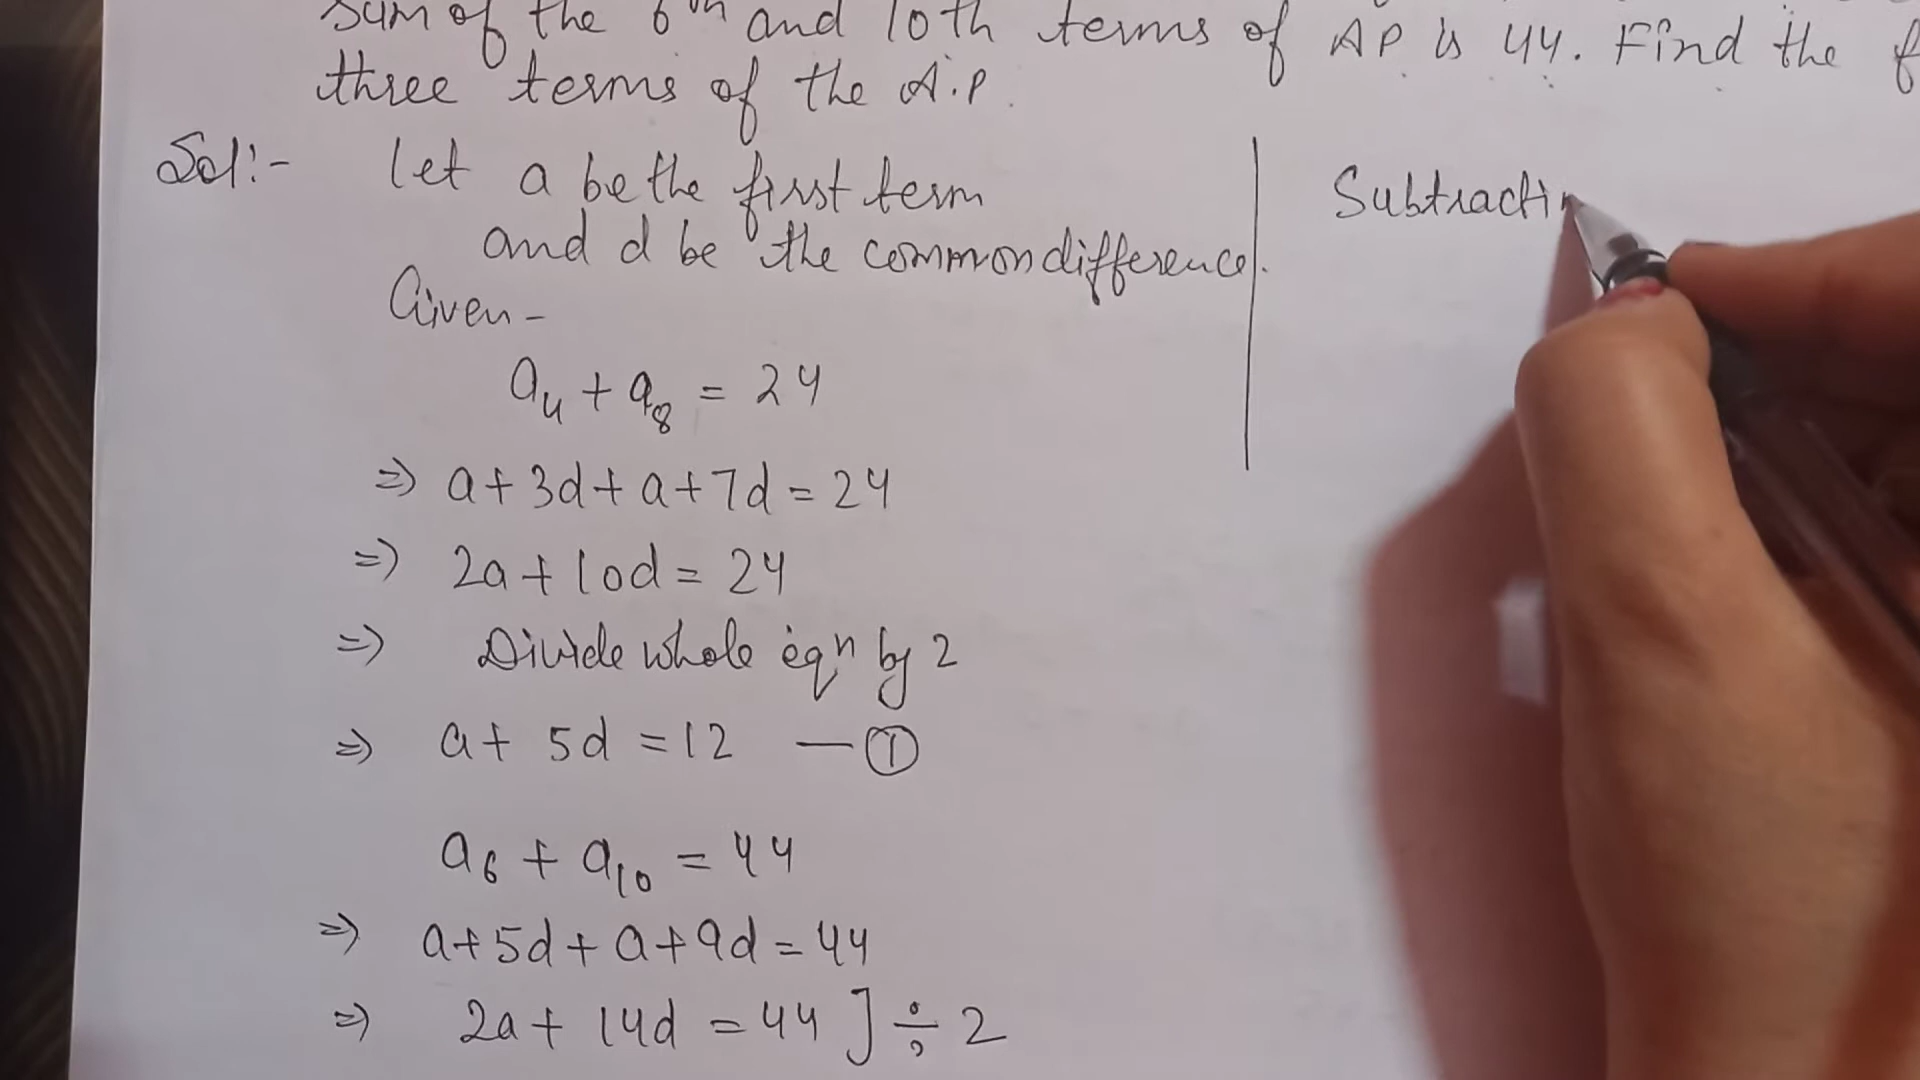 Sum of the 6th and 10th terms of AP is 44. Find the
three terms of the A.P.
Sol:- Let a be the first term
and d be the common difference.
Given -
a4 + a8 = 24
=> a + 3d + a + 7d = 24
=> 2a + 10d = 24
=> Divide whole eqn by 2
=> a + 5d = 12 — ①
a6 + a10 = 44
=> a + 5d + a + 9d = 44
=> 2a + 14d = 44 ] ÷ 2
Subtractin